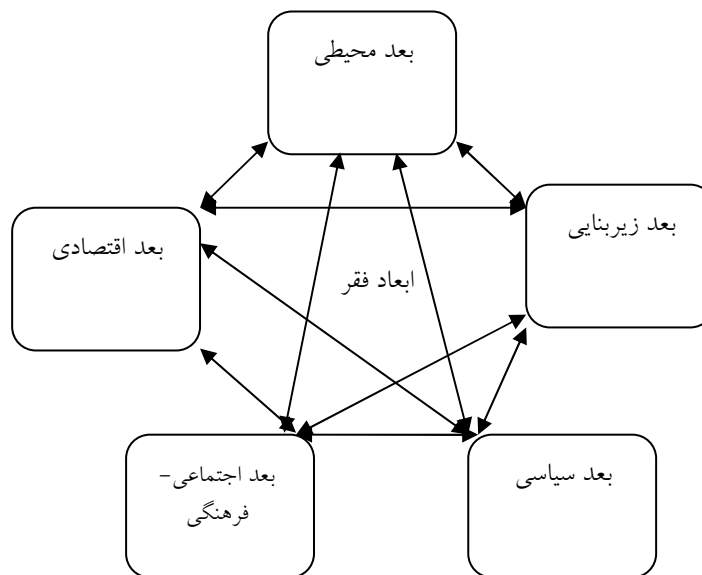 بعد محیطی
بعد زیربنایی
بعد اقتصادی
ابعاد فقر
بعد سیاسی
بعد اجتماعی-
فرهنگی